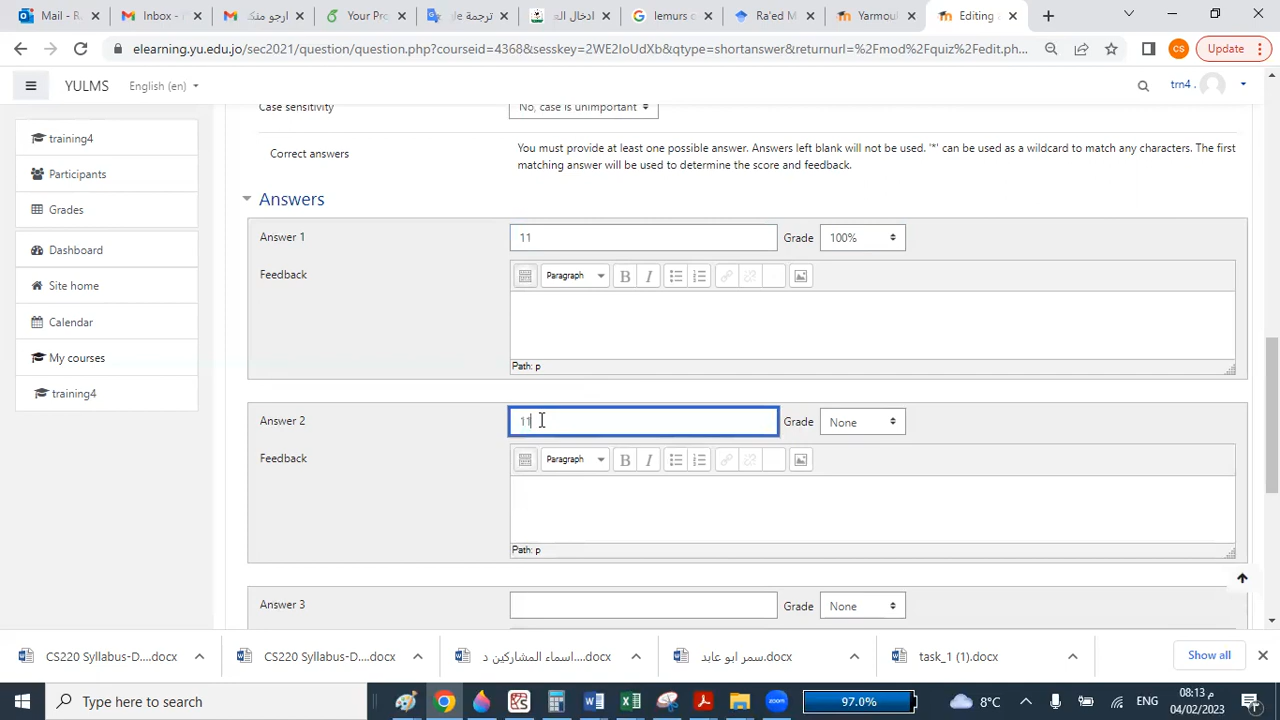 Mail - R
Inbox - (
ارجو منك
Your Pro
ترجمة le
ادخال ال
lemurs c
Ra'ed M
Yarmouk
Editing
elearning.yu.edu.jo/sec2021/question/question.php?courseid=4368&sesskey=2WE2IoUdXb&qtype=shortanswer&returnurl=%2Fmod%2Fquiz%2Fedit.ph...
CS
Update
YULMS
English (en)
trn4 .
training4
Participants
Grades
Dashboard
Site home
Calendar
My courses
training4
Case sensitivity
No, case is unimportant
Correct answers
You must provide at least one possible answer. Answers left blank will not be used. '*' can be used as a wildcard to match any characters. The first
matching answer will be used to determine the score and feedback.
Answers
Answer 1
11
Grade
100%
Feedback
Paragraph
B
I
Path: p
Answer 2
11
Grade
None
Feedback
Paragraph
B
I
Path: p
Answer 3
Grade
None
CS220 Syllabus-D....docx
CS220 Syllabus-D....docx
اسماء المشاركين د....docx
سمر ابو عابد.docx
task_1 (1).docx
Show all
Type here to search
97.0%
8°C
ENG
08:13 م
04/02/2023